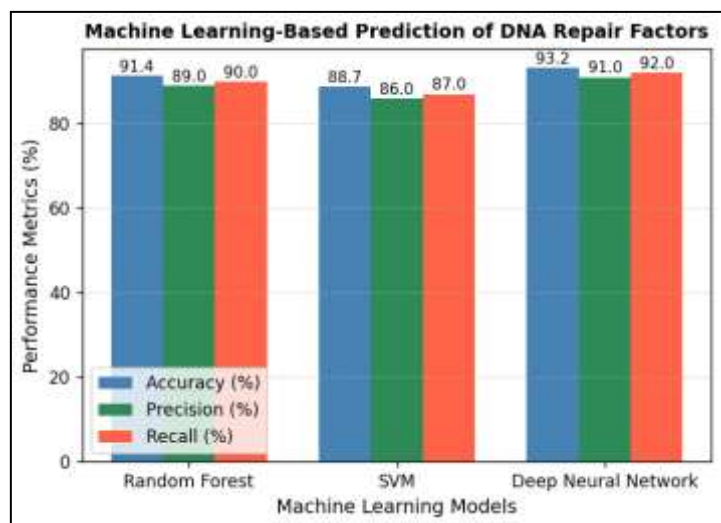 Machine Learning-Based Prediction of DNA Repair Factors
91.4 89.0 90.0 88.7 86.0 87.0 93.2 91.0 92.0
Performance Metrics (%)
80
60
40
20
0
Accuracy (%)
Precision (%)
Recall (%)
Random Forest SVM Deep Neural Network
Machine Learning Models